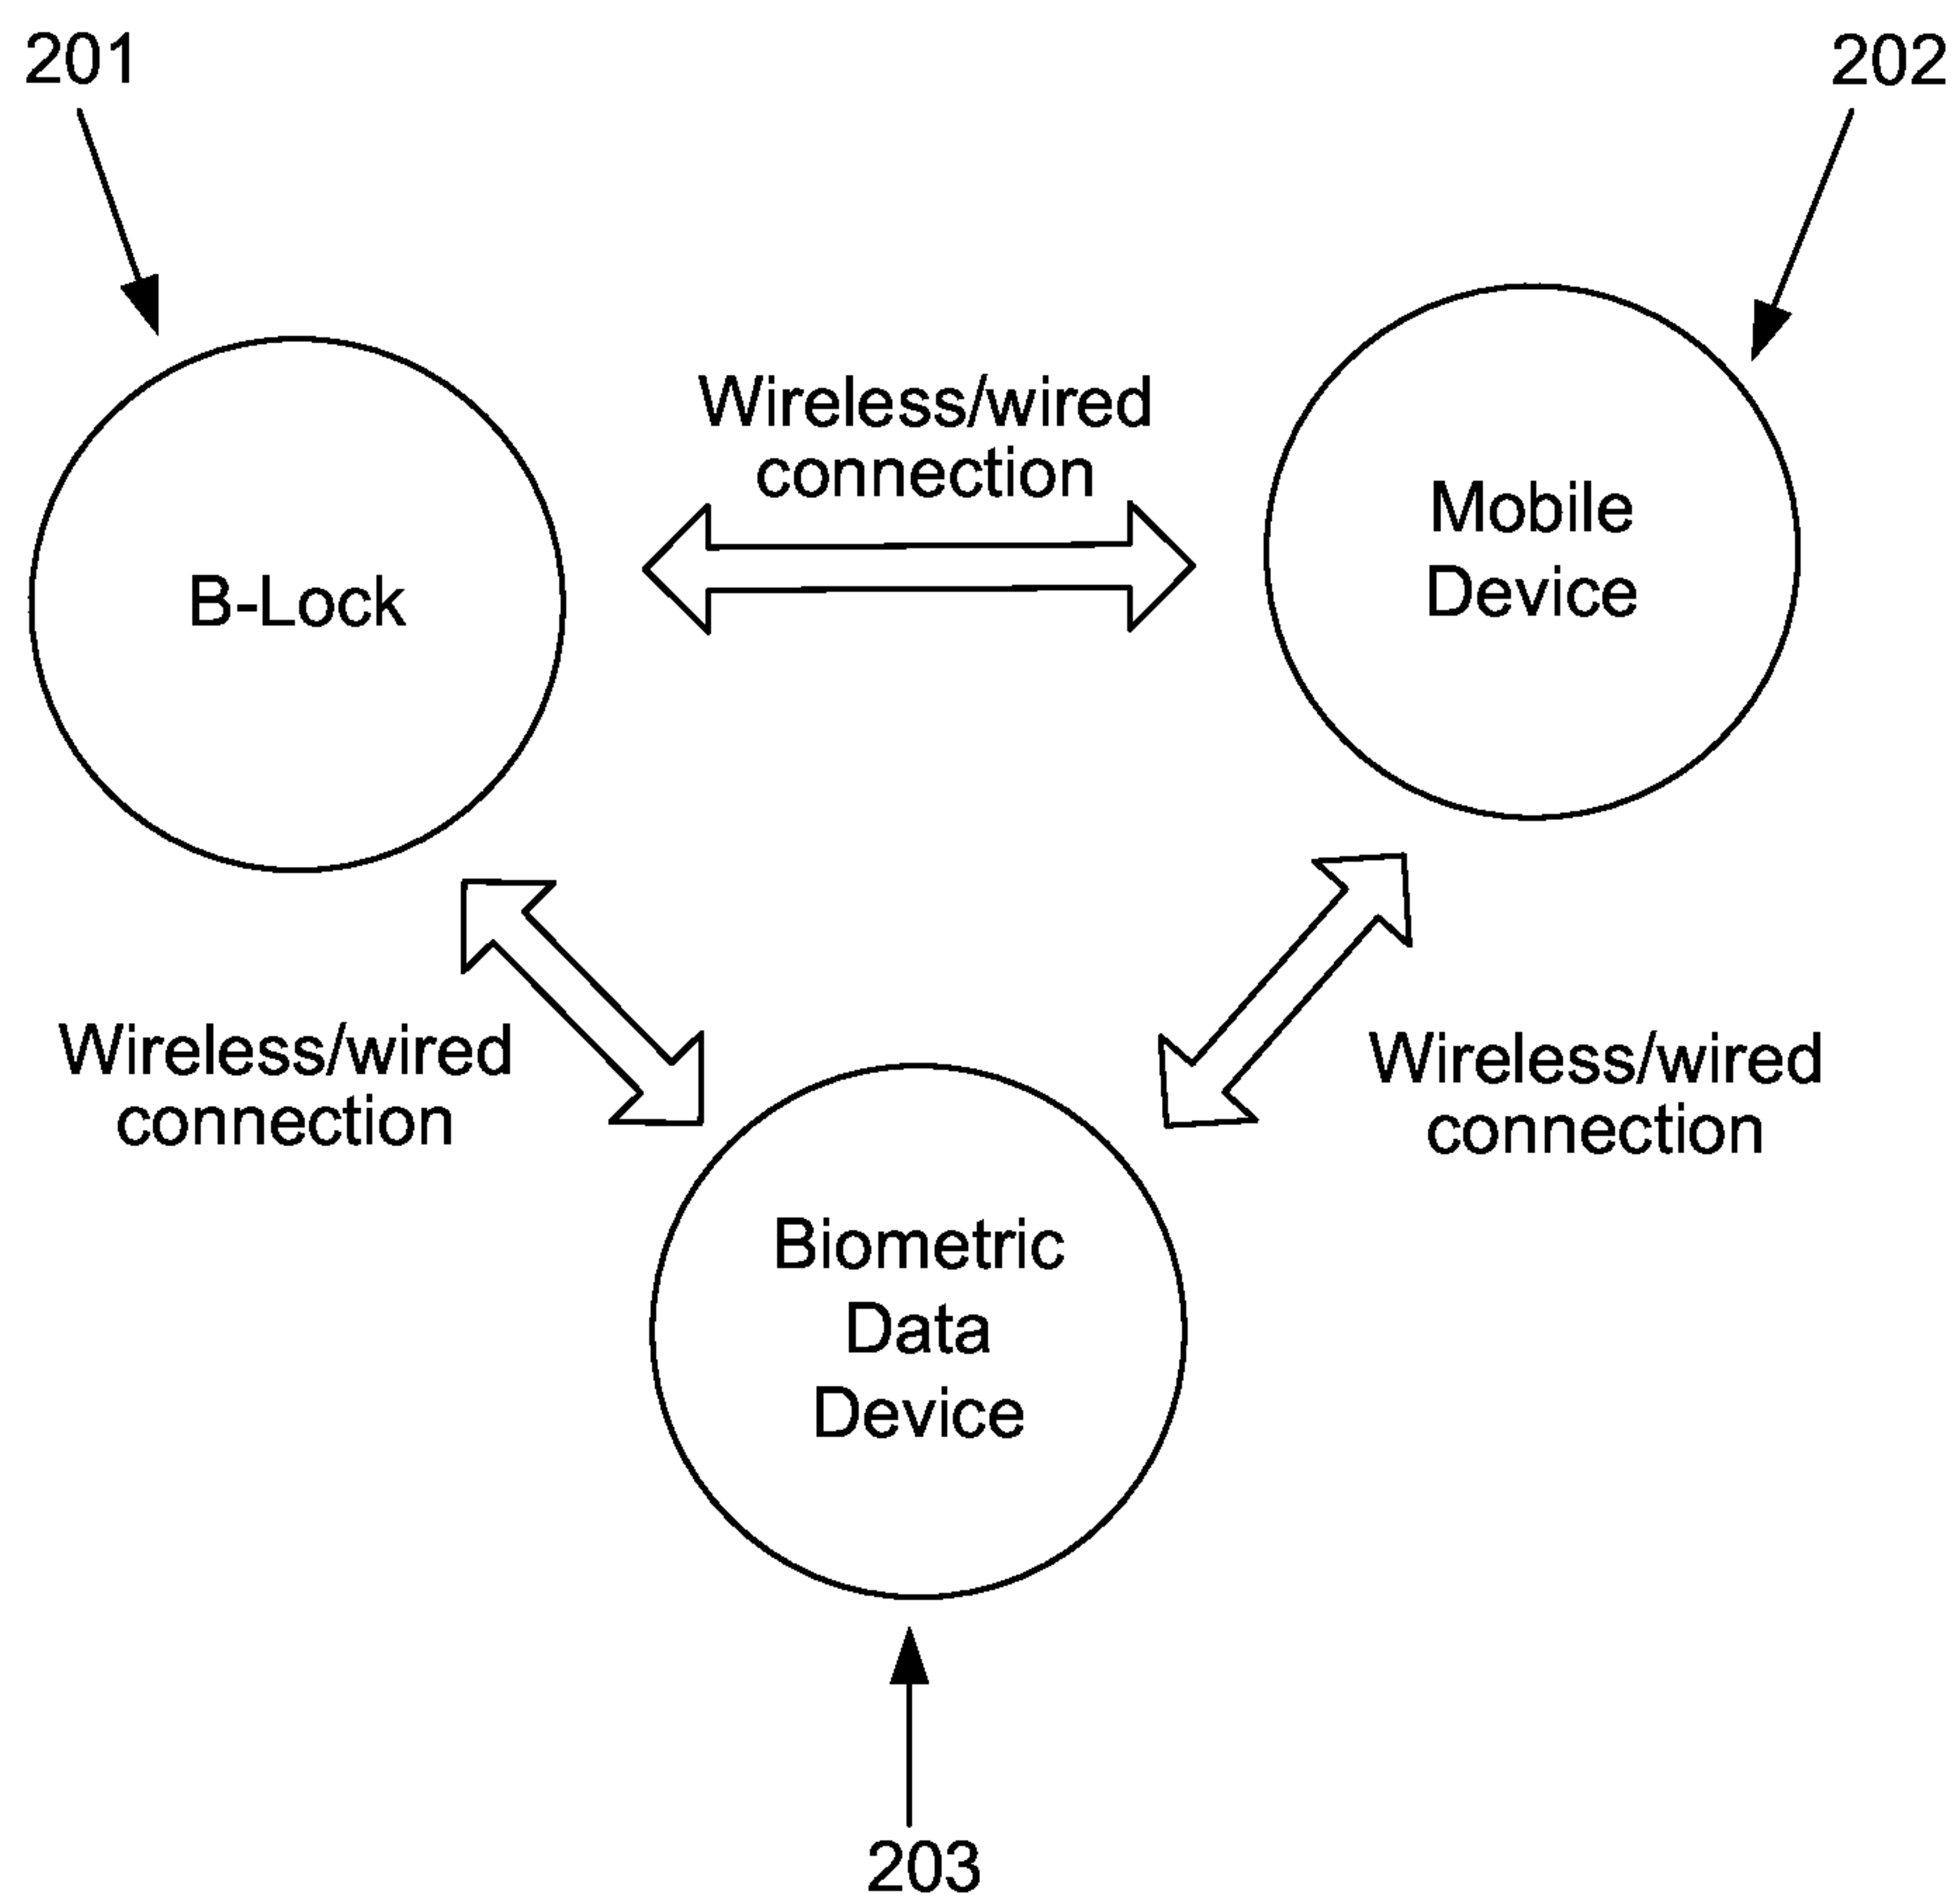 201
202
Wireless/wired
connection
B-Lock
Mobile
Device
Wireless/wired
connection
Wireless/wired
connection
Biometric
Data
Device
203